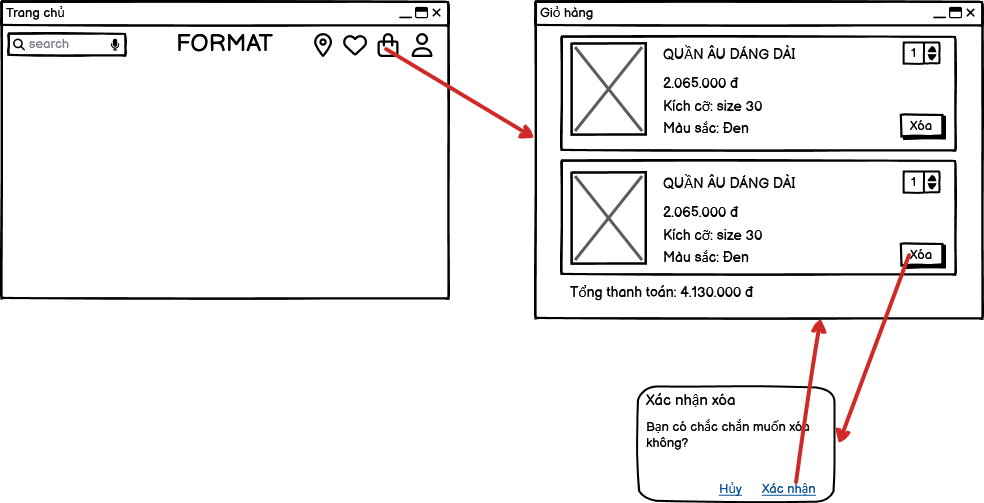 Trang chủ
search
FORMAT
Giỏ hàng
QUẦN ÂU DÁNG DÀI
1
2.065.000 đ
Kích cỡ: size 30
Màu sắc: Đen
Xóa
QUẦN ÂU DÁNG DÀI
1
2.065.000 đ
Kích cỡ: size 30
Màu sắc: Đen
Xóa
Tổng thanh toán: 4.130.000 đ
Xác nhận xóa
Bạn có chắc chắn muốn xóa
không?
Hủy Xác nhận